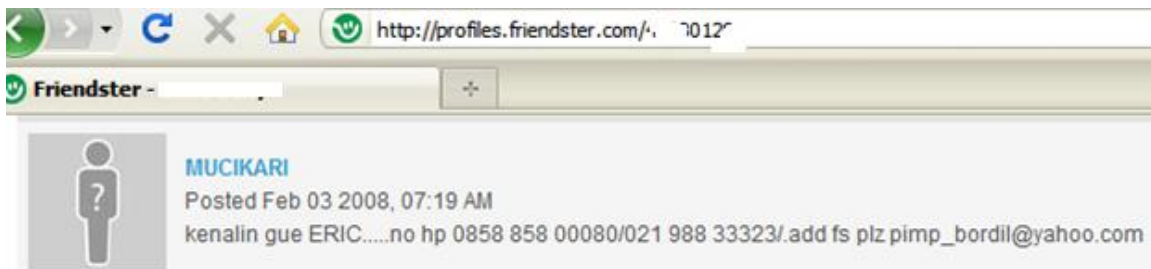 http://profiles.friendster.com/
Friendster -
?
MUCIKARI
Posted Feb 03 2008, 07:19 AM
kenalin gue ERIC.....no hp 0858 858 00080/021 988 33323/.add fs plz pimp_bordil@yahoo.com